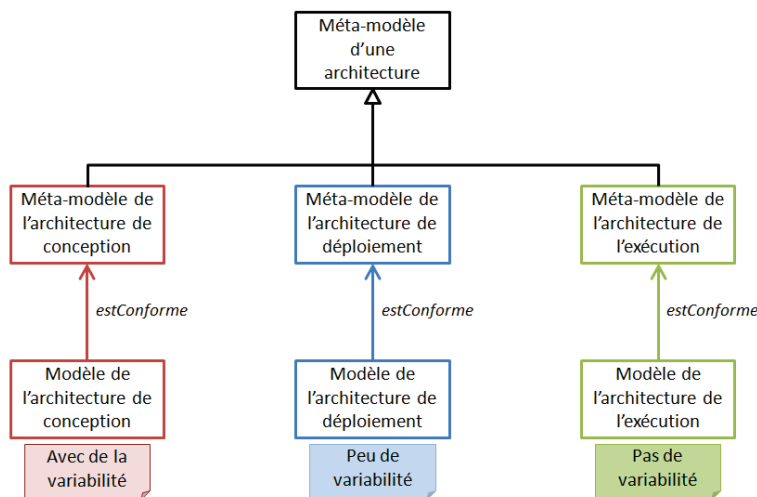 Méta-modèle
d'une
architecture
Méta-modèle de
l'architecture de
conception
Méta-modèle de
l'architecture de
déploiement
Méta-modèle de
l'architecture de
l'exécution
estConforme
estConforme
estConforme
Modèle de
l'architecture de
conception
Modèle de
l'architecture de
déploiement
Modèle de
l'architecture de
l'exécution
Avec de la
variabilité
Peu de
variabilité
Pas de
variabilité